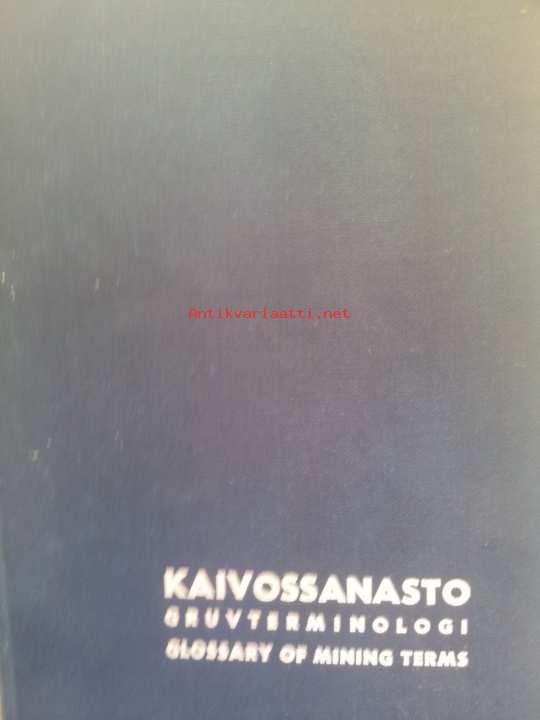 Antikvariaatti.net
KAIVOSSANASTO
GRUVTERMINOLOGI
GLOSSARY OF MINING TERMS